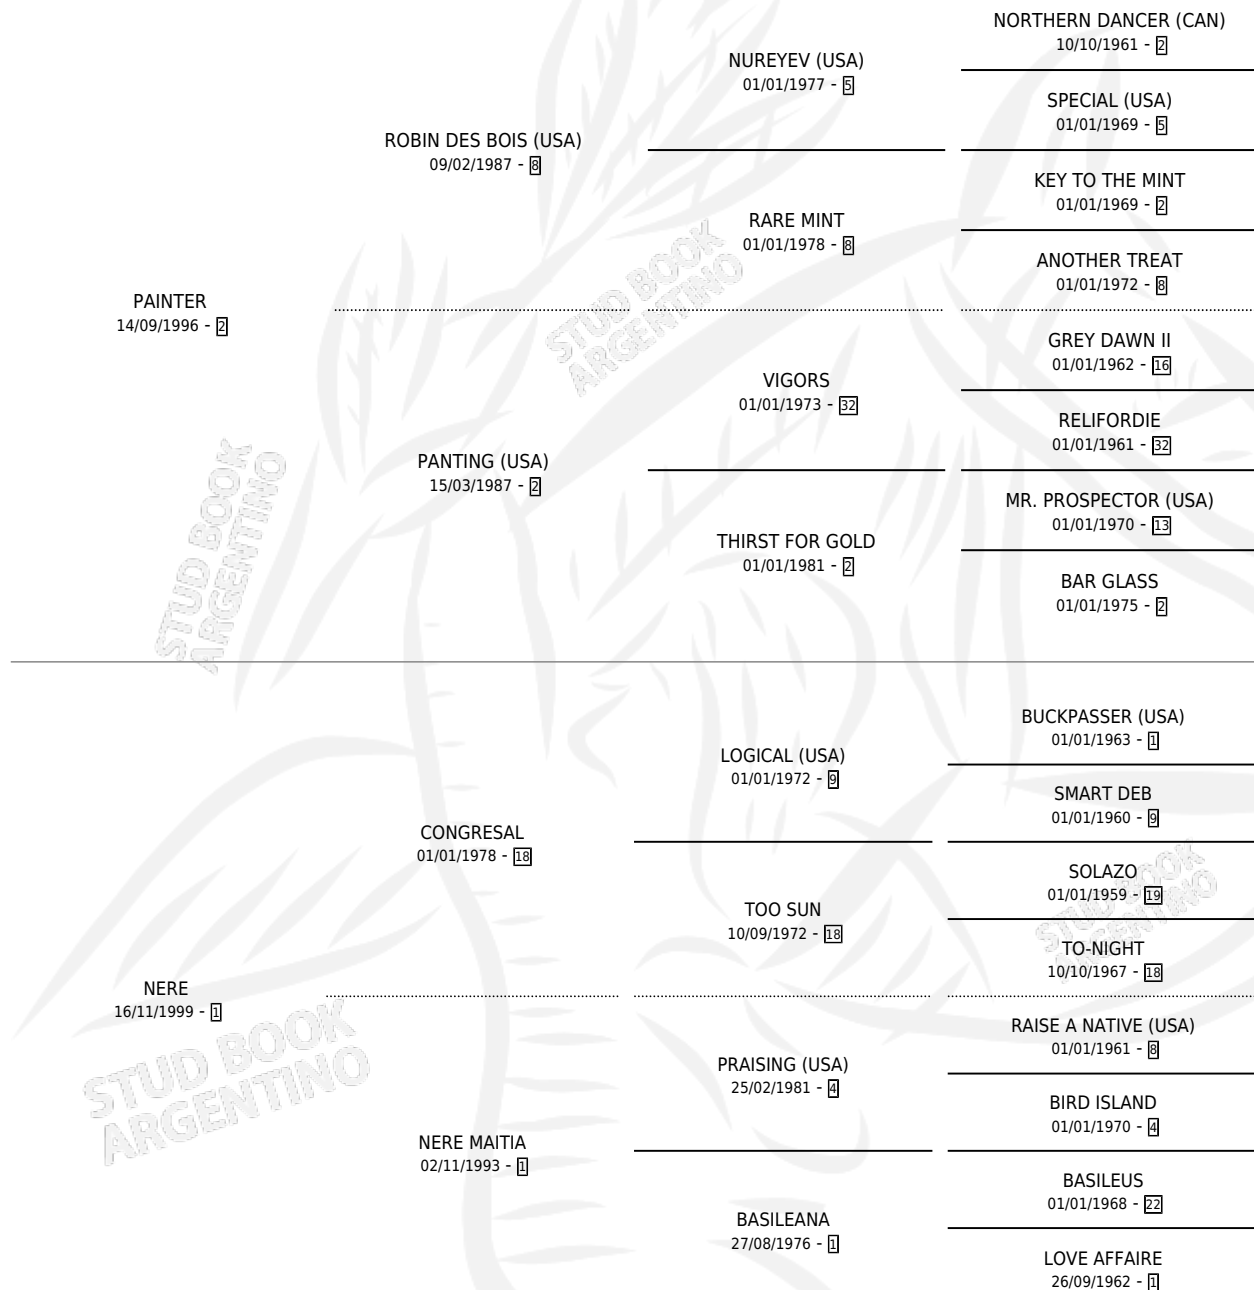 NORTHERN DANCER (CAN)
10/10/1961 - 2
NUREYEV (USA)
01/01/1977 - 5
SPECIAL (USA)
01/01/1969 - 5
ROBIN DES BOIS (USA)
09/02/1987 - 8
KEY TO THE MINT
01/01/1969 - 2
RARE MINT
01/01/1978 - 8
ANOTHER TREAT
01/01/1972 - 8
PAINTER
14/09/1996 - 2
STUD BOOK
ARGENTINO
GREY DAWN II
01/01/1962 - 16
VIGORS
01/01/1973 - 32
RELIFORDIE
01/01/1961 - 32
PANTING (USA)
15/03/1987 - 2
MR. PROSPECTOR (USA)
01/01/1970 - 13
THIRST FOR GOLD
01/01/1981 - 2
BAR GLASS
01/01/1975 - 2
STUD BOOK
ARGENTINO
BUCKPASSER (USA)
01/01/1963 - 1
LOGICAL (USA)
01/01/1972 - 9
SMART DEB
01/01/1960 - 9
CONGRESAL
01/01/1978 - 18
SOLAZO
01/01/1959 - 19
TOO SUN
10/09/1972 - 18
STUD BOOK
ARGENTINO
TO-NIGHT
10/10/1967 - 18
NERE
16/11/1999 - 1
STUD BOOK
ARGENTINO
RAISE A NATIVE (USA)
01/01/1961 - 8
PRAISING (USA)
25/02/1981 - 4
BIRD ISLAND
01/01/1970 - 4
NERE MAITIA
02/11/1993 - 1
BASILEUS
01/01/1968 - 22
BASILEANA
27/08/1976 - 1
LOVE AFFAIRE
26/09/1962 - 1